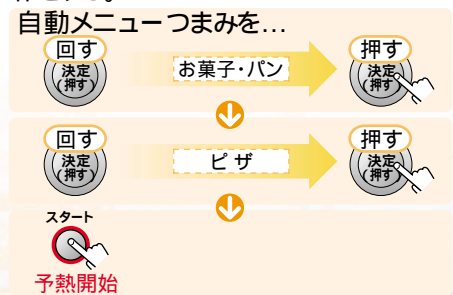 自動メニューつまみを…
回す
決定
(押す)
お菓子・パン
押す
決定
(押す)
回す
決定
(押す)
ピザ
押す
決定
(押す)
スタート
予熱開始